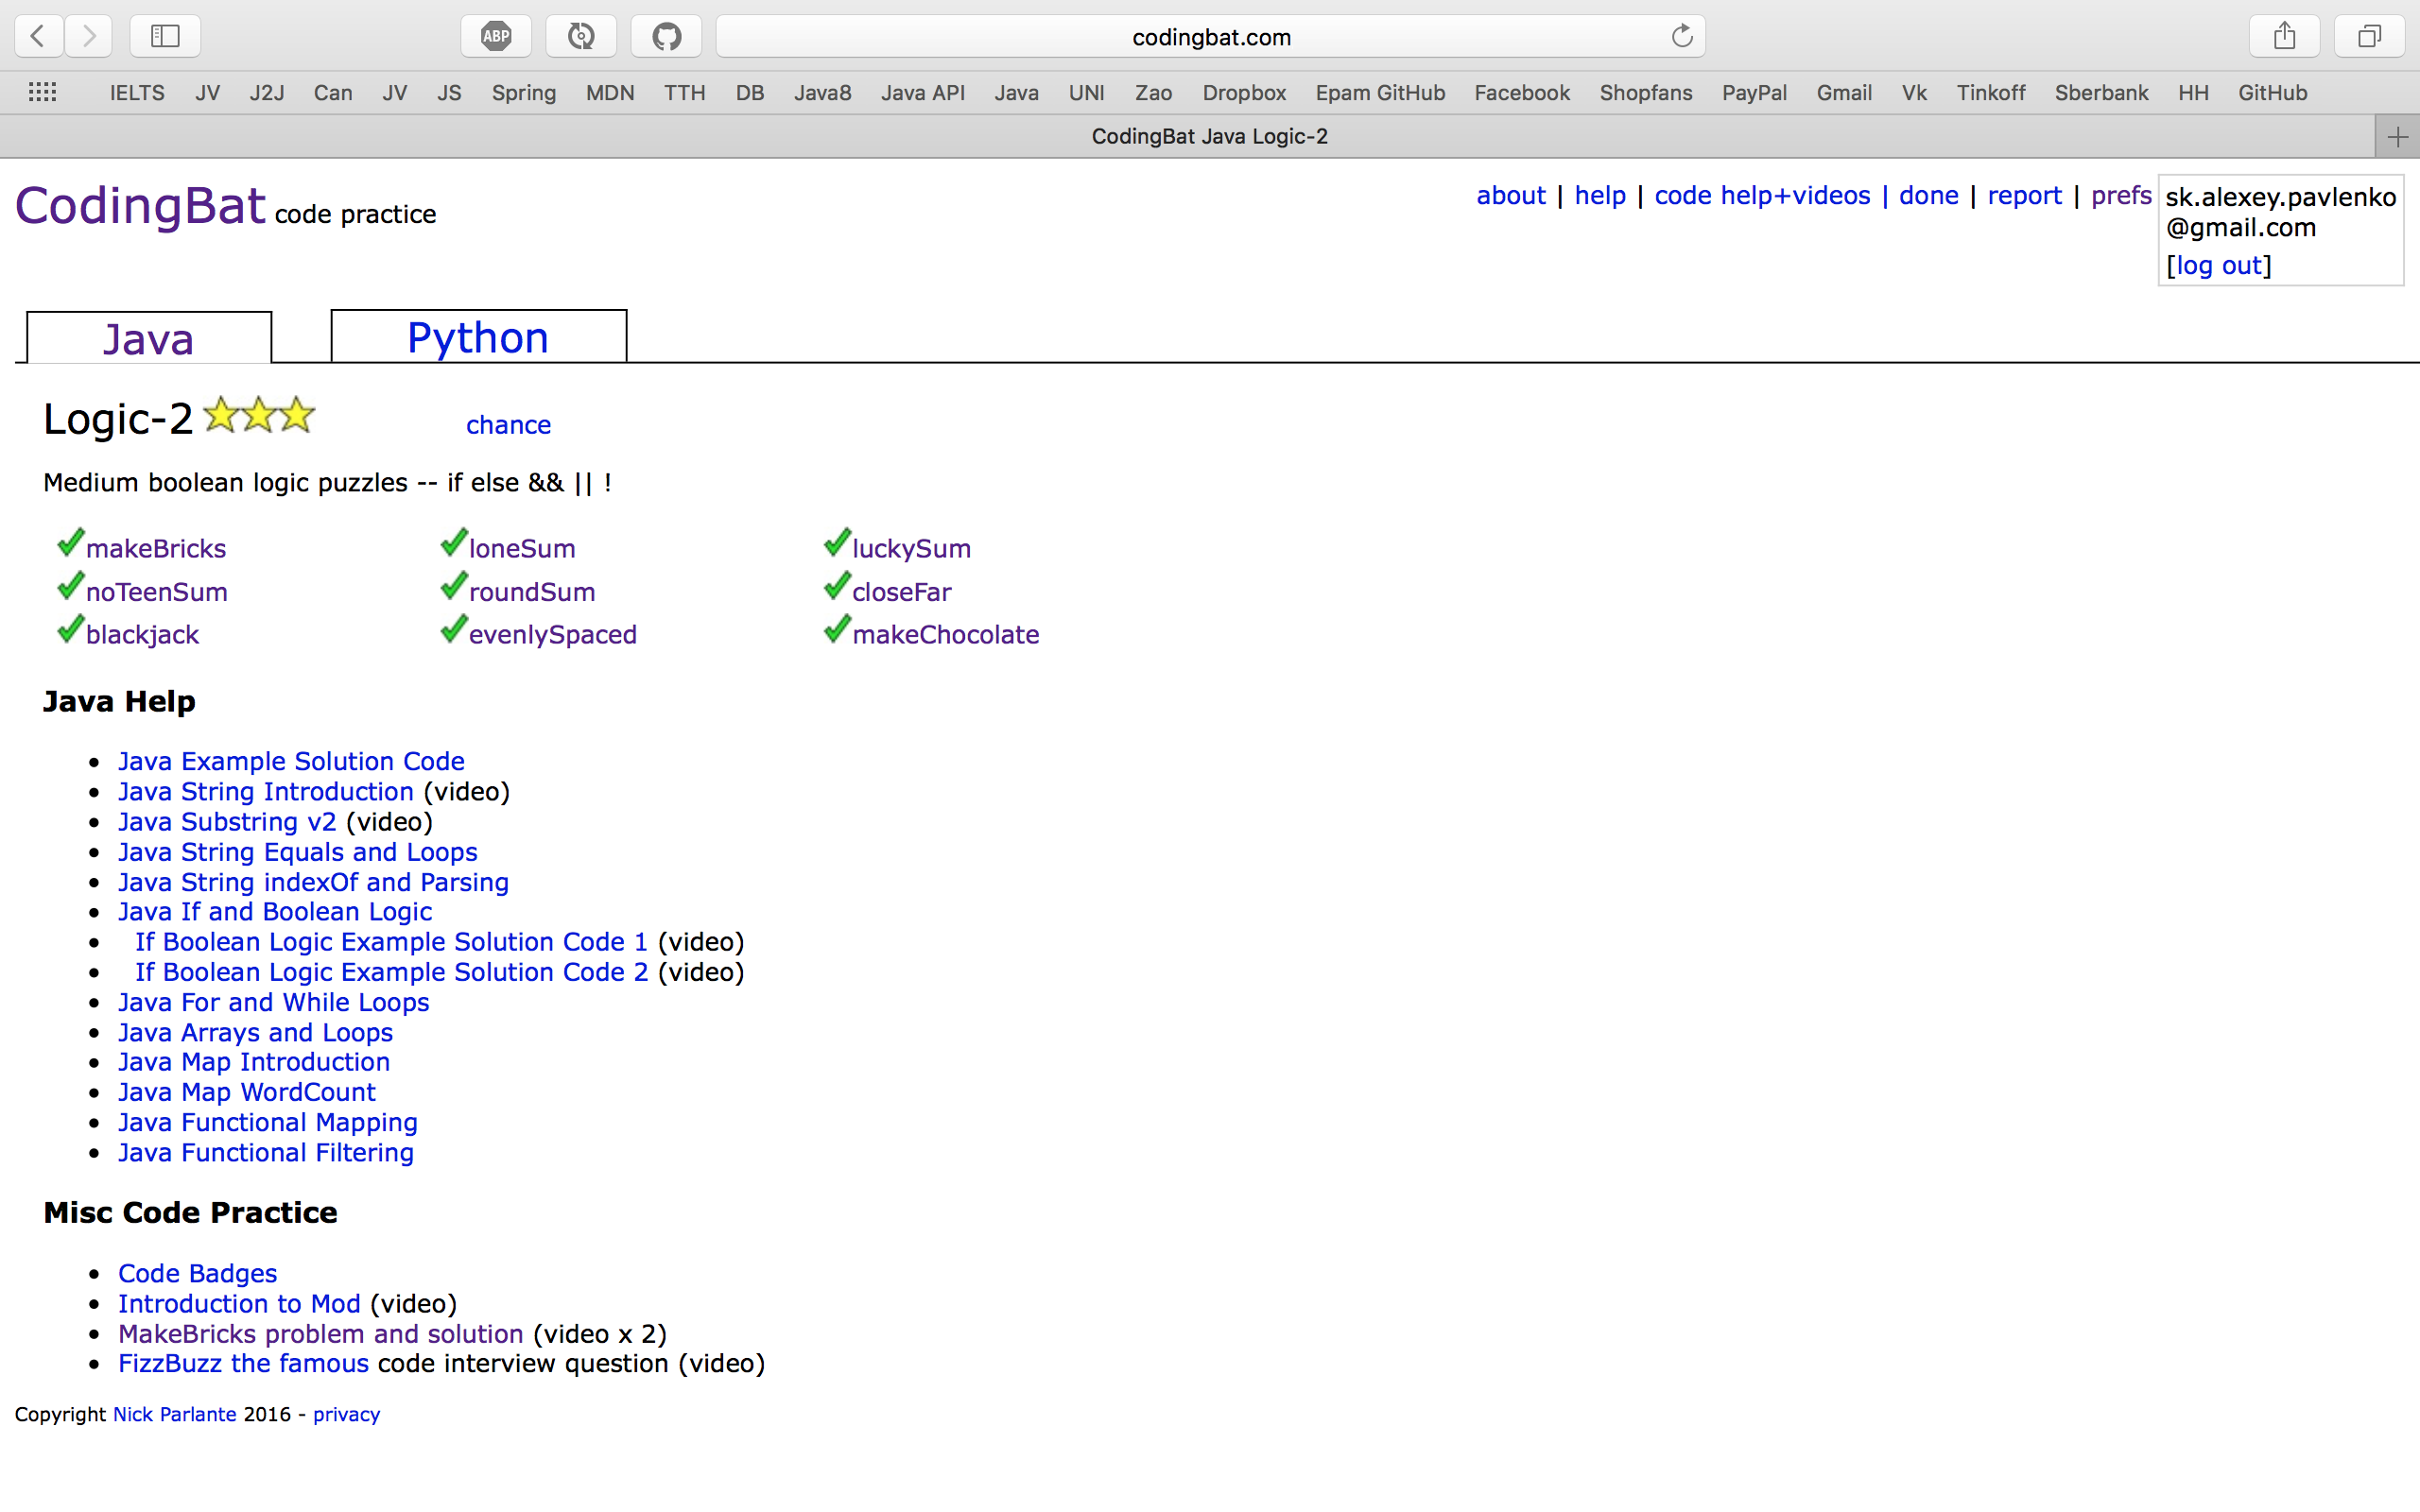 ABP
codingbat.com
IELTS JV J2J Can JV JS Spring MDN TTH DB Java8 Java API Java UNI Zao Dropbox Epam GitHub Facebook Shopfans PayPal Gmail Vk Tinkoff Sberbank HH GitHub
CodingBat Java Logic-2
CodingBat code practice
about | help | code help+videos | done | report | prefs
sk.alexey.pavlenko
@gmail.com
[log out]
Java Python
Logic-2 chance
Medium boolean logic puzzles -- if else && || !
makeBricks loneSum luckySum
noTeenSum roundSum closeFar
blackjack evenlySpaced makeChocolate
Java Help
Java Example Solution Code
Java String Introduction (video)
Java Substring v2 (video)
Java String Equals and Loops
Java String indexOf and Parsing
Java If and Boolean Logic
If Boolean Logic Example Solution Code 1 (video)
If Boolean Logic Example Solution Code 2 (video)
Java For and While Loops
Java Arrays and Loops
Java Map Introduction
Java Map WordCount
Java Functional Mapping
Java Functional Filtering
Misc Code Practice
Code Badges
Introduction to Mod (video)
MakeBricks problem and solution (video x 2)
FizzBuzz the famous code interview question (video)
Copyright Nick Parlante 2016 - privacy